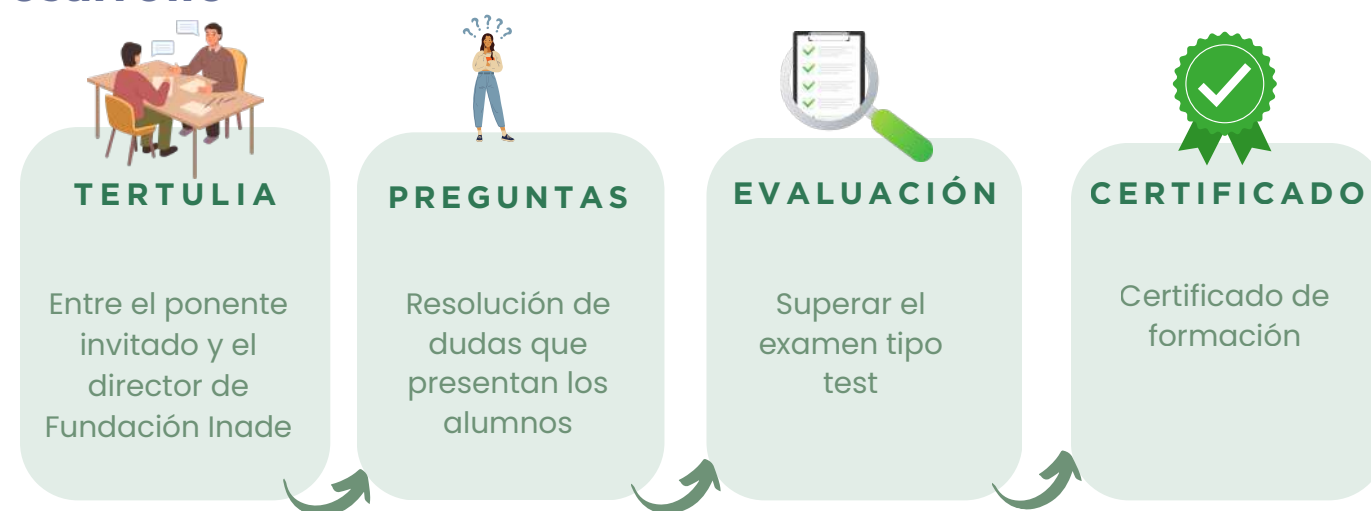 TERTULIA
Entre el ponente
invitado y el
director de
Fundación Inade
PREGUNTAS
Resolución de
dudas que
presentan los
alumnos
EVALUACIÓN
Superar el
examen tipo
test
CERTIFICADO
Certificado de
formación